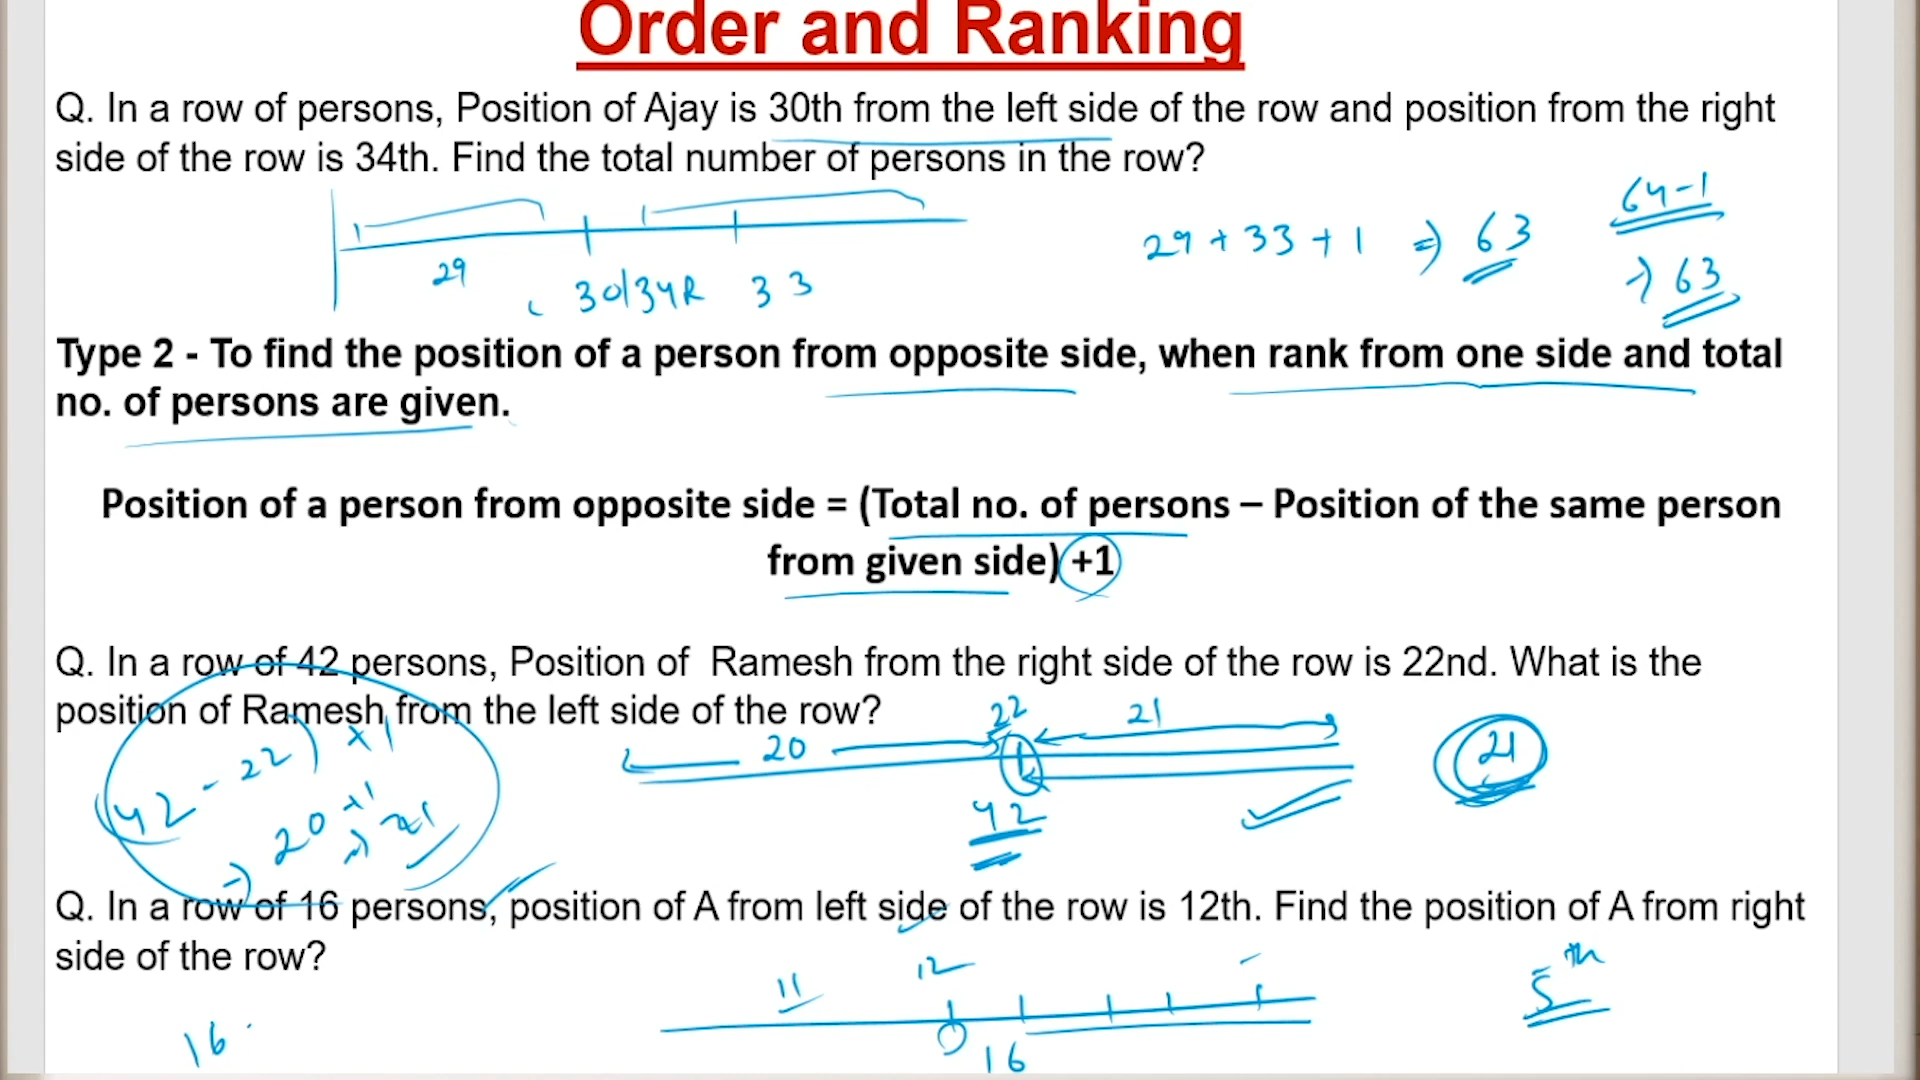 Order and Ranking
Q. In a row of persons, Position of Ajay is 30th from the left side of the row and position from the right
side of the row is 34th. Find the total number of persons in the row?
64-1
29 + 33 + 1 ⇒ 63
⇒ 63
29
30/34R 33
Type 2 - To find the position of a person from opposite side, when rank from one side and total
no. of persons are given.
Position of a person from opposite side = (Total no. of persons – Position of the same person
from given side) +1
Q. In a row of 42 persons, Position of  Ramesh from the right side of the row is 22nd. What is the
position of Ramesh from the left side of the row?
22
21
20
21
(42 - 22) +1
42
⇒ 20 +1
⇒ 21
Q. In a row of 16 persons, position of A from left side of the row is 12th. Find the position of A from right
side of the row?
11
12
5th
16
16